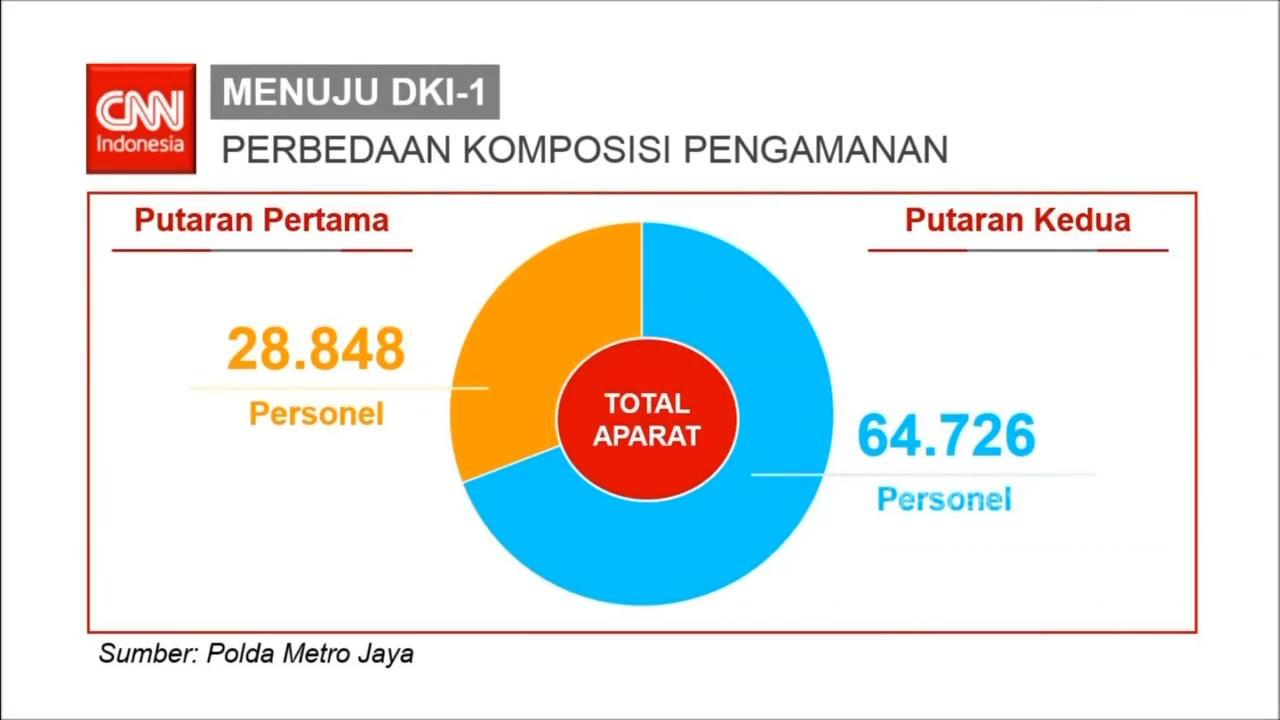 CNN
Indonesia
MENUJU DKI-1
PERBEDAAN KOMPOSISI PENGAMANAN
Putaran Pertama
28.848
Personel
TOTAL
APARAT
Putaran Kedua
64.726
Personel
Sumber: Polda Metro Jaya